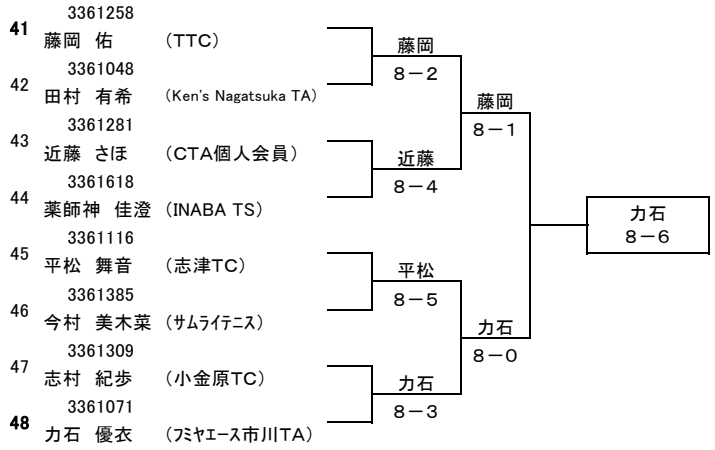 3361258
41 藤岡 佑 (TTC)
藤岡
8-2
3361048
42 田村 有希 (Ken's Nagatsuka TA)
藤岡
8-1
3361281
43 近藤 さほ (CTA個人会員)
近藤
8-4
3361618
44 薬師神 佳澄 (INABA TS)
力石
8-6
3361116
45 平松 舞音 (志津TC)
平松
8-5
3361385
46 今村 美木菜 (サムライテニス)
力石
8-0
3361309
47 志村 紀歩 (小金原TC)
力石
8-3
3361071
48 力石 優衣 (フミヤエース市川TA)